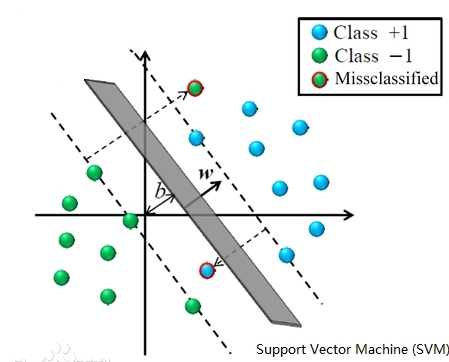 Class +1
Class −1
Missclassified
w
b
Support Vector Machine (SVM)